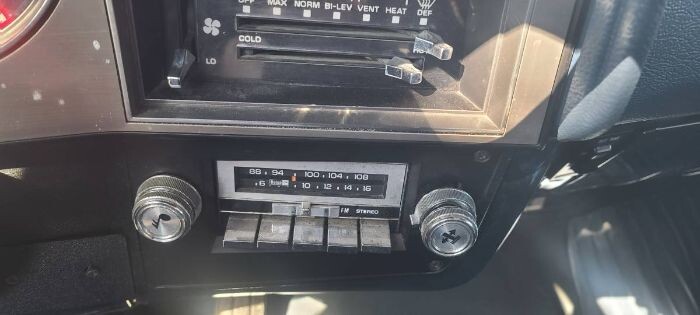 OFF MAX NORM BI-LEV VENT HEAT DEF
COLD
LO
88 94 100 104 108
6 10 12 14 16
FM STEREO